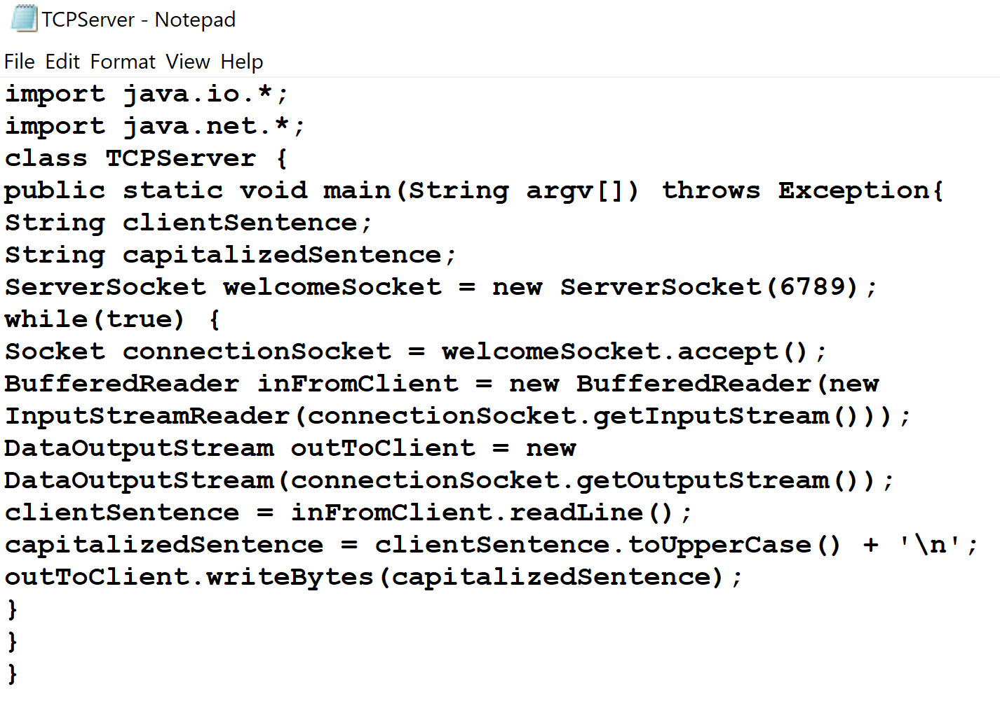 TCPServer - Notepad
File Edit Format View Help
import java.io.*;
import java.net.*;
class TCPServer {
public static void main(String argv[]) throws Exception{
String clientSentence;
String capitalizedSentence;
ServerSocket welcomeSocket = new ServerSocket(6789);
while(true) {
Socket connectionSocket = welcomeSocket.accept();
BufferedReader inFromClient = new BufferedReader(new
InputStreamReader(connectionSocket.getInputStream()));
DataOutputStream outToClient = new
DataOutputStream(connectionSocket.getOutputStream());
clientSentence = inFromClient.readLine();
capitalizedSentence = clientSentence.toUpperCase() + '\n';
outToClient.writeBytes(capitalizedSentence);
}
}
}